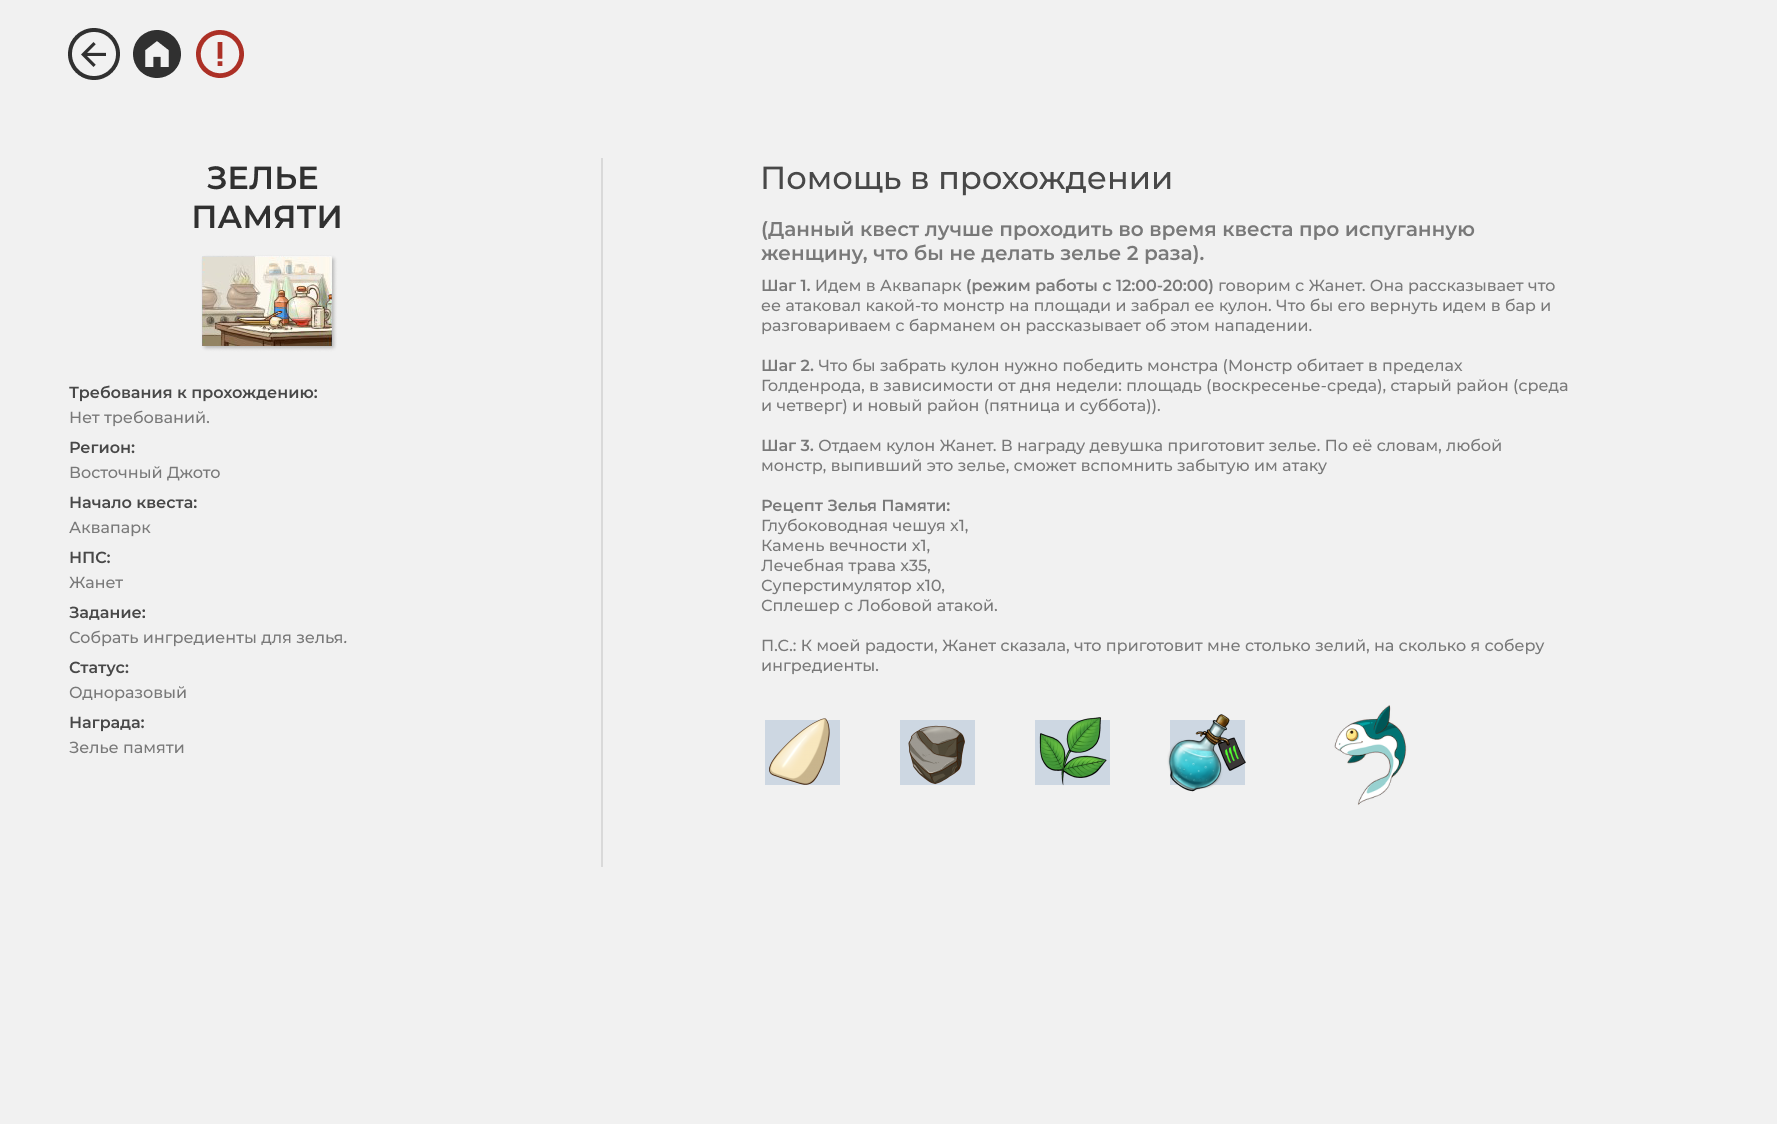 ЗЕЛЬЕ
ПАМЯТИ
Требования к прохождению:
Нет требований.
Регион:
Восточный Джото
Начало квеста:
Аквапарк
НПС:
Жанет
Задание:
Собрать ингредиенты для зелья.
Статус:
Одноразовый
Награда:
Зелье памяти
Помощь в прохождении
(Данный квест лучше проходить во время квеста про испуганную
женщину, что бы не делать зелье 2 раза).
Шаг 1. Идем в Аквапарк (режим работы с 12:00-20:00) говорим с Жанет. Она рассказывает что
ее атаковал какой-то монстр на площади и забрал ее кулон. Что бы его вернуть идем в бар и
разговариваем с барманем он рассказывает об этом нападении.
Шаг 2. Что бы забрать кулон нужно победить монстра (Монстр обитает в пределах
Голденрода, в зависимости от дня недели: площадь (воскресенье-среда), старый район (среда
и четверг) и новый район (пятница и суббота)).
Шаг 3. Отдаем кулон Жанет. В награду девушка приготовит зелье. По её словам, любой
монстр, выпивший это зелье, сможет вспомнить забытую им атаку
Рецепт Зелья Памяти:
Глубоководная чешуя х1,
Камень вечности х1,
Лечебная трава х35,
Суперстимулятор х10,
Сплешер с Лобовой атакой.
П.С.: К моей радости, Жанет сказала, что приготовит мне столько зелий, на сколько я соберу
ингредиенты.